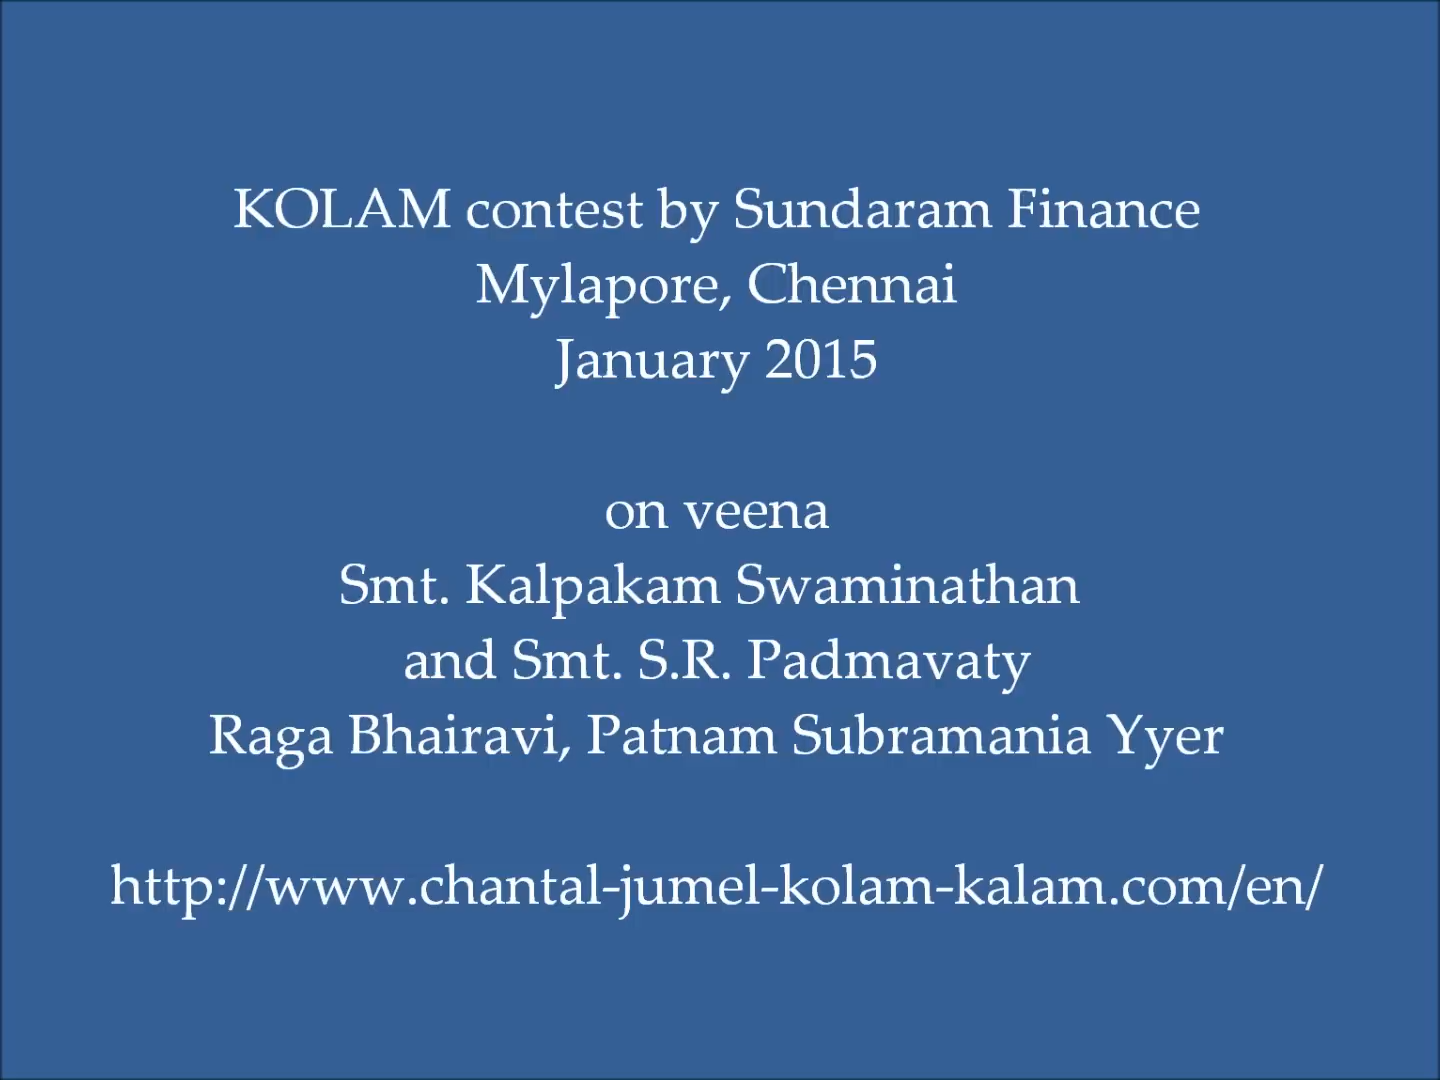 KOLAM contest by Sundaram Finance
Mylapore, Chennai
January 2015
on veena
Smt. Kalpakam Swaminathan
and Smt. S.R. Padmavaty
Raga Bhairavi, Patnam Subramania Yyer
http://www.chantal-jumel-kolam-kalam.com/en/